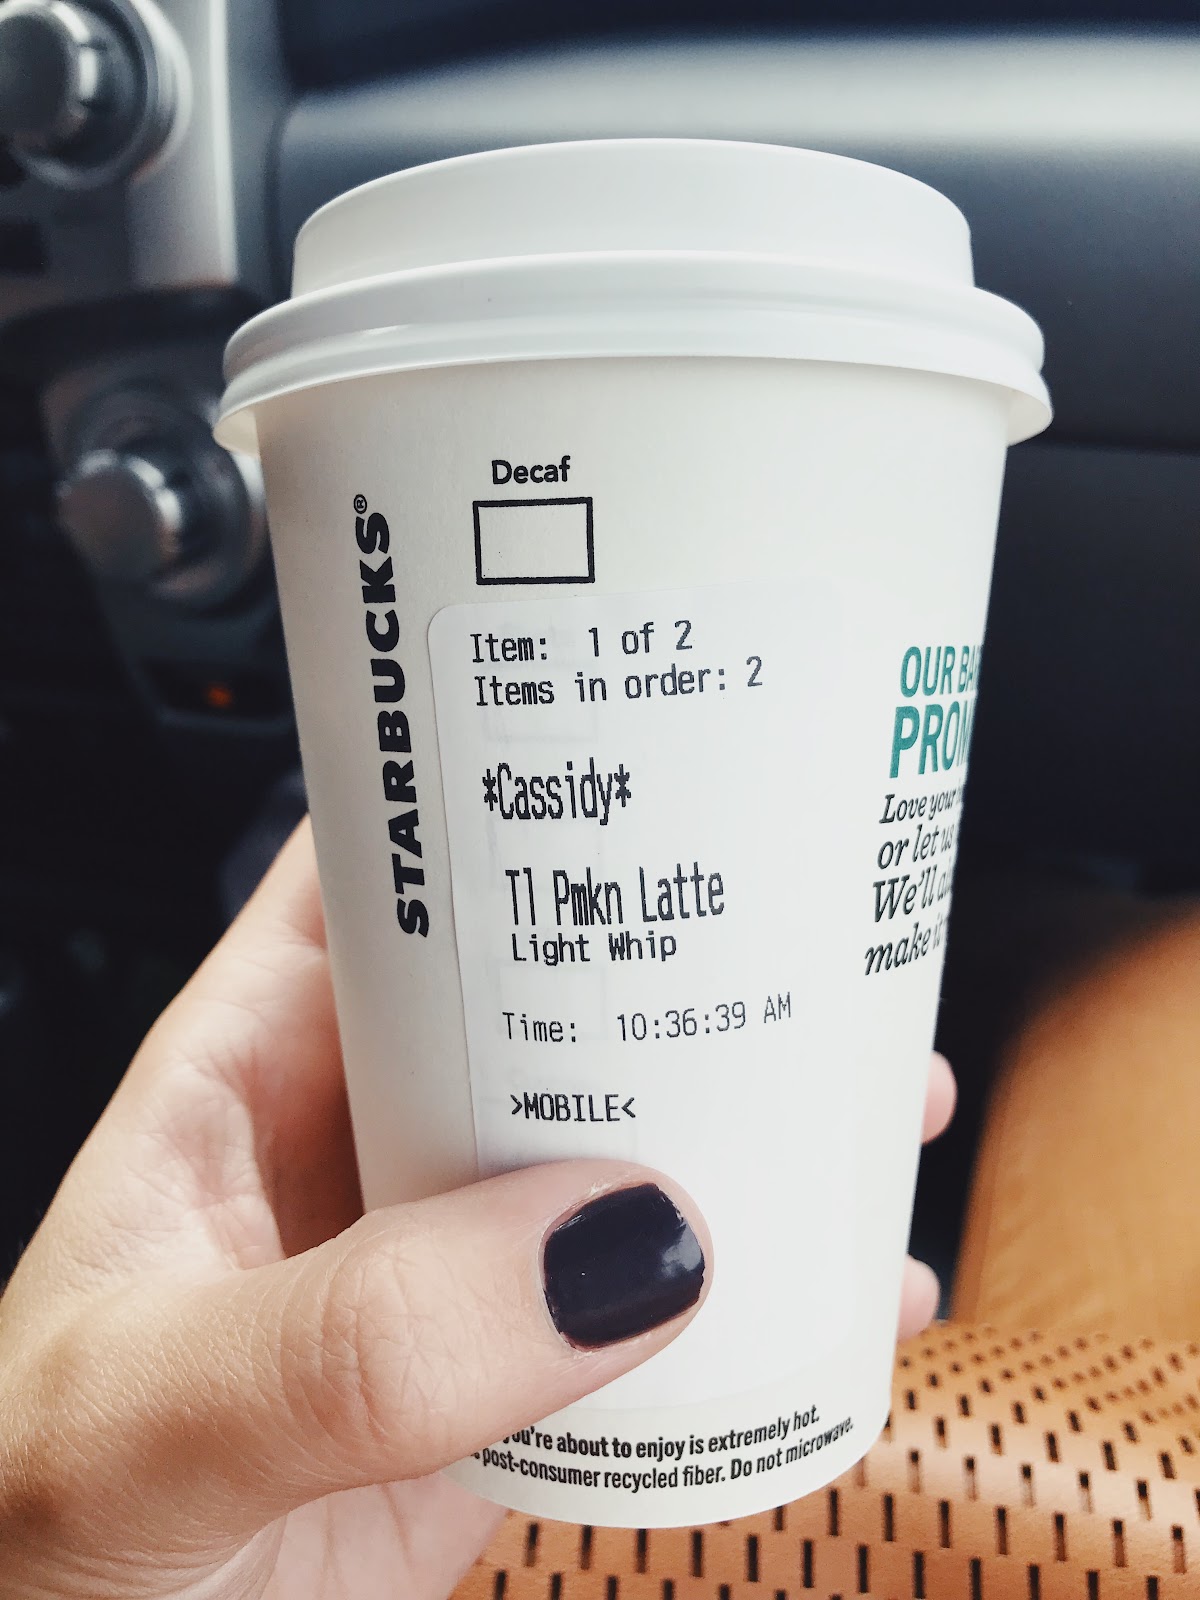 Decaf
STARBUCKS®
Item: 1 of 2
Items in order: 2
*Cassidy*
Tl Pmkn Latte
Light Whip
Time: 10:36:39 AM
>MOBILE<
OUR
Love your
or let us
We'll
make it
you're about to enjoy is extremely hot.
post-consumer recycled fiber. Do not microwave.